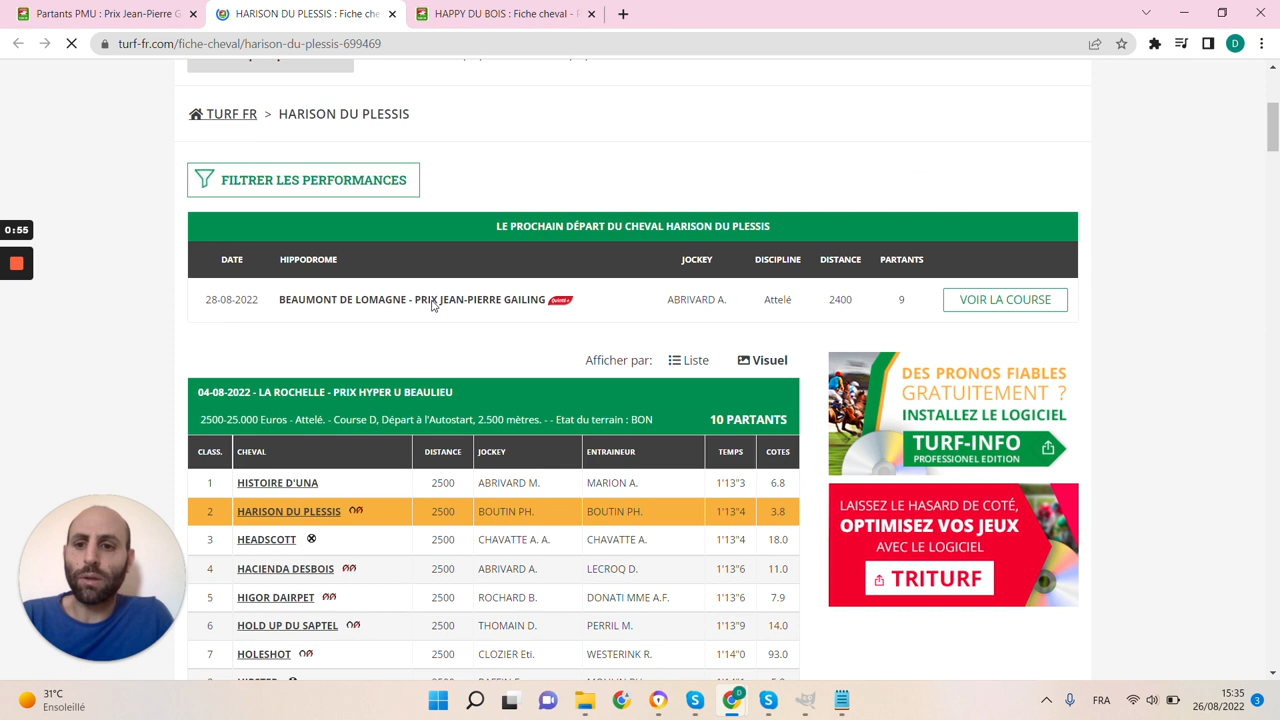 Partants PMU : Prix Jean-Pierre G
HARISON DU PLESSIS : Fiche che
HAPPY DU BOIS : Fiche cheval -
turf-fr.com/fiche-cheval/harison-du-plessis-699469
D
TURF FR > HARISON DU PLESSIS
FILTRER LES PERFORMANCES
0:55
LE PROCHAIN DÉPART DU CHEVAL HARISON DU PLESSIS
DATE HIPPODROME JOCKEY DISCIPLINE DISTANCE PARTANTS
28-08-2022 BEAUMONT DE LOMAGNE - PRIX JEAN-PIERRE GAILING Quinté+ ABRIVARD A. Attelé 2400 9 VOIR LA COURSE
Afficher par: Liste Visuel
04-08-2022 - LA ROCHELLE - PRIX HYPER U BEAULIEU
2500-25.000 Euros - Attelé. - Course D, Départ à l'Autostart, 2.500 mètres. - - Etat du terrain : BON 10 PARTANTS
CLASS. CHEVAL DISTANCE JOCKEY ENTRAINEUR TEMPS COTES
1 HISTOIRE D'UNA 2500 ABRIVARD M. MARION A. 1'13"3 6.8
HARISON DU PLESSIS 2500 BOUTIN PH. BOUTIN PH. 1'13"4 3.8
HEADSCOTT 2500 CHAVATTE A. A. CHAVATTE A. 1'13"4 18.0
HACIENDA DESBOIS 2500 ABRIVARD A. LECROQ D. 1'13"6 11.0
5 HIGOR DAIRPET 2500 ROCHARD B. DONATI MME A.F. 1'13"6 7.9
6 HOLD UP DU SAPTEL 2500 THOMAIN D. PERRIL M. 1'13"9 14.0
7 HOLESHOT 2500 CLOZIER Eti. WESTERINK R. 1'14"0 93.0
DES PRONOS FIABLES
GRATUITEMENT ?
INSTALLEZ LE LOGICIEL
TURF-INFO
PROFESSIONEL EDITION
LAISSEZ LE HASARD DE COTÉ,
OPTIMISEZ VOS JEUX
AVEC LE LOGICIEL
TRITURF
31°C
Ensoleillé
D
FRA
15:35
26/08/2022
3